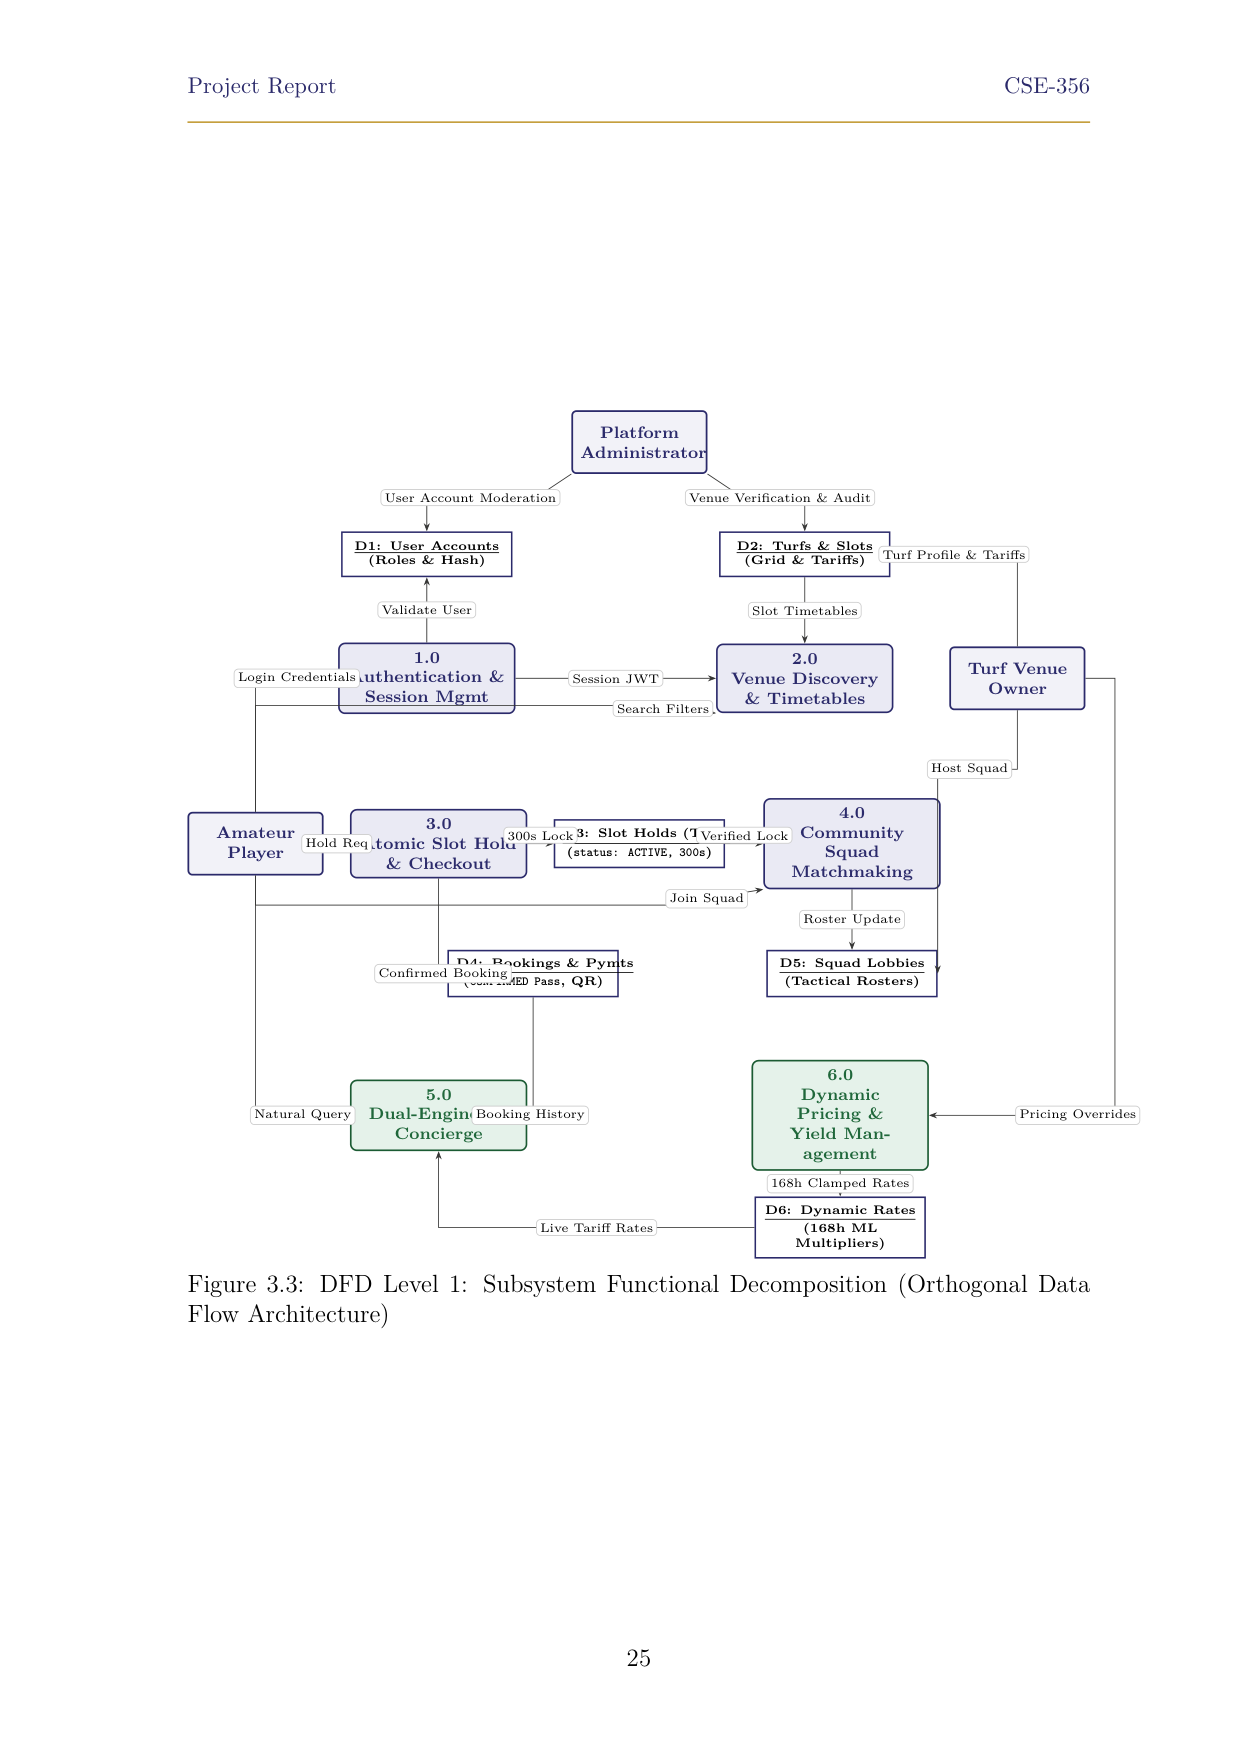 Project Report
CSE-356
Platform
Administrator
User Account Moderation
Venue Verification & Audit
D1: User Accounts
(Roles & Hash)
D2: Turfs & Slots
(Grid & Tariffs)
Turf Profile & Tariffs
Validate User
Slot Timetables
Login Credentials
1.0
uthentication &
Session Mgmt
Session JWT
2.0
Venue Discovery
& Timetables
Turf Venue
Owner
Search Filters
Host Squad
Amateur
Player
Hold Req
3.0
tomic Slot Hold
& Checkout
300s Lock
3: Slot Holds (
(status: ACTIVE, 300s)
Verified Lock
4.0
Community
Squad
Matchmaking
Join Squad
Roster Update
Confirmed Booking
D4: Bookings & Pymts
Pass, QR)
D5: Squad Lobbies
(Tactical Rosters)
Natural Query
5.0
Dual-Engin
Concierge
Booking History
6.0
Dynamic
Pricing &
Yield Man-
agement
Pricing Overrides
168h Clamped Rates
Live Tariff Rates
D6: Dynamic Rates
(168h ML
Multipliers)
Figure 3.3: DFD Level 1: Subsystem Functional Decomposition (Orthogonal Data
Flow Architecture)
25